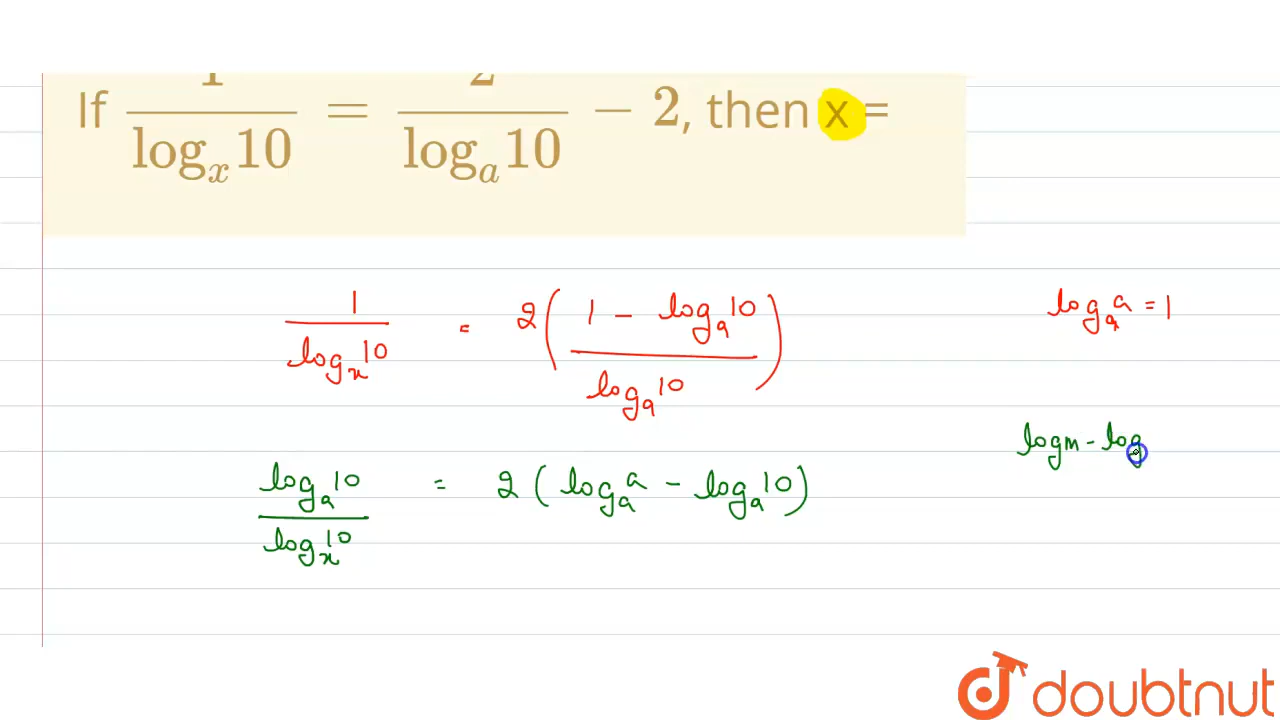 If 1/log_x 10 = 2/log_a 10 − 2, then x =
1/log_x 10 = 2((1 − log_a 10)/log_a 10)
log_a a = 1
logm − log
log_a 10/log_x 10 = 2(log_a a − log_a 10)
doubtnut